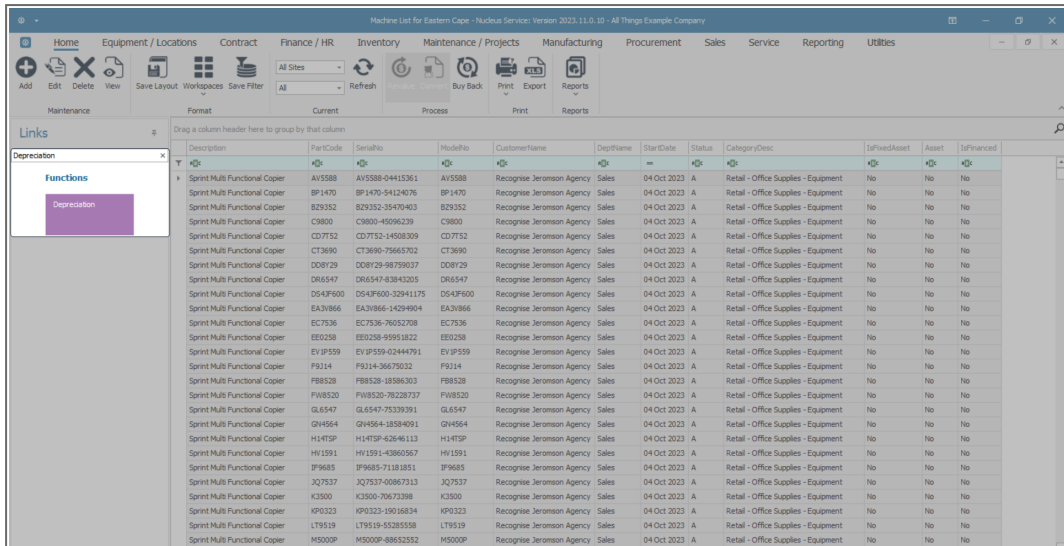 Machine List for Eastern Cape - Nucleus Service: Version 2023.11.0.10 - All Things Example Company
Home Equipment / Locations Contract Finance / HR Inventory Maintenance / Projects Manufacturing Procurement Sales Service Reporting Utilities
Add Edit Delete View Save Layout Workspaces Save Filter All Sites All Refresh Buy Back Print Export Reports
Maintenance Format Current Process Print Reports
Links
Drag a column header here to group by that column
Description PartCode SerialNo ModelNo CustomerName DeptName StartDate Status CategoryDesc IsFixedAsset Asset IsFinanced
Depreciation
Functions
Depreciation
Sprint Multi Functional Copier AV5588 AV5588-04415361 AV5588 Recognise Jeromson Agency Sales 04 Oct 2023 A Retail - Office Supplies - Equipment No No No
Sprint Multi Functional Copier BP1470 BP1470-54124076 BP1470 Recognise Jeromson Agency Sales 04 Oct 2023 A Retail - Office Supplies - Equipment No No No
Sprint Multi Functional Copier BZ9352 BZ9352-35470403 BZ9352 Recognise Jeromson Agency Sales 04 Oct 2023 A Retail - Office Supplies - Equipment No No No
Sprint Multi Functional Copier C9800 C9800-45096239 C9800 Recognise Jeromson Agency Sales 04 Oct 2023 A Retail - Office Supplies - Equipment No No No
Sprint Multi Functional Copier CD7T52 CD7T52-14508309 CD7T52 Recognise Jeromson Agency Sales 04 Oct 2023 A Retail - Office Supplies - Equipment No No No
Sprint Multi Functional Copier CT3690 CT3690-75665702 CT3690 Recognise Jeromson Agency Sales 04 Oct 2023 A Retail - Office Supplies - Equipment No No No
Sprint Multi Functional Copier DD8Y29 DD8Y29-98759037 DD8Y29 Recognise Jeromson Agency Sales 04 Oct 2023 A Retail - Office Supplies - Equipment No No No
Sprint Multi Functional Copier DR6547 DR6547-83843205 DR6547 Recognise Jeromson Agency Sales 04 Oct 2023 A Retail - Office Supplies - Equipment No No No
Sprint Multi Functional Copier DS4JF600 DS4JF600-32941175 DS4JF600 Recognise Jeromson Agency Sales 04 Oct 2023 A Retail - Office Supplies - Equipment No No No
Sprint Multi Functional Copier EA3V866 EA3V866-14294904 EA3V866 Recognise Jeromson Agency Sales 04 Oct 2023 A Retail - Office Supplies - Equipment No No No
Sprint Multi Functional Copier EC7536 EC7536-76052708 EC7536 Recognise Jeromson Agency Sales 04 Oct 2023 A Retail - Office Supplies - Equipment No No No
Sprint Multi Functional Copier EE0258 EE0258-95951822 EE0258 Recognise Jeromson Agency Sales 04 Oct 2023 A Retail - Office Supplies - Equipment No No No
Sprint Multi Functional Copier EV1P559 EV1P559-02444791 EV1P559 Recognise Jeromson Agency Sales 04 Oct 2023 A Retail - Office Supplies - Equipment No No No
Sprint Multi Functional Copier F9J14 F9J14-36675032 F9J14 Recognise Jeromson Agency Sales 04 Oct 2023 A Retail - Office Supplies - Equipment No No No
Sprint Multi Functional Copier FB8528 FB8528-18586303 FB8528 Recognise Jeromson Agency Sales 04 Oct 2023 A Retail - Office Supplies - Equipment No No No
Sprint Multi Functional Copier FW8520 FW8520-78228737 FW8520 Recognise Jeromson Agency Sales 04 Oct 2023 A Retail - Office Supplies - Equipment No No No
Sprint Multi Functional Copier GL6547 GL6547-75339391 GL6547 Recognise Jeromson Agency Sales 04 Oct 2023 A Retail - Office Supplies - Equipment No No No
Sprint Multi Functional Copier GN4564 GN4564-18584091 GN4564 Recognise Jeromson Agency Sales 04 Oct 2023 A Retail - Office Supplies - Equipment No No No
Sprint Multi Functional Copier H14TSP H14TSP-62646113 H14TSP Recognise Jeromson Agency Sales 04 Oct 2023 A Retail - Office Supplies - Equipment No No No
Sprint Multi Functional Copier HV1591 HV1591-43860567 HV1591 Recognise Jeromson Agency Sales 04 Oct 2023 A Retail - Office Supplies - Equipment No No No
Sprint Multi Functional Copier IF9685 IF9685-71181851 IF9685 Recognise Jeromson Agency Sales 04 Oct 2023 A Retail - Office Supplies - Equipment No No No
Sprint Multi Functional Copier JQ7537 JQ7537-00867313 JQ7537 Recognise Jeromson Agency Sales 04 Oct 2023 A Retail - Office Supplies - Equipment No No No
Sprint Multi Functional Copier K3500 K3500-70673398 K3500 Recognise Jeromson Agency Sales 04 Oct 2023 A Retail - Office Supplies - Equipment No No No
Sprint Multi Functional Copier KP0323 KP0323-19016834 KP0323 Recognise Jeromson Agency Sales 04 Oct 2023 A Retail - Office Supplies - Equipment No No No
Sprint Multi Functional Copier LT9519 LT9519-55285558 LT9519 Recognise Jeromson Agency Sales 04 Oct 2023 A Retail - Office Supplies - Equipment No No No
Sprint Multi Functional Copier M5000P M5000P-88652552 M5000P Recognise Jeromson Agency Sales 04 Oct 2023 A Retail - Office Supplies - Equipment No No No